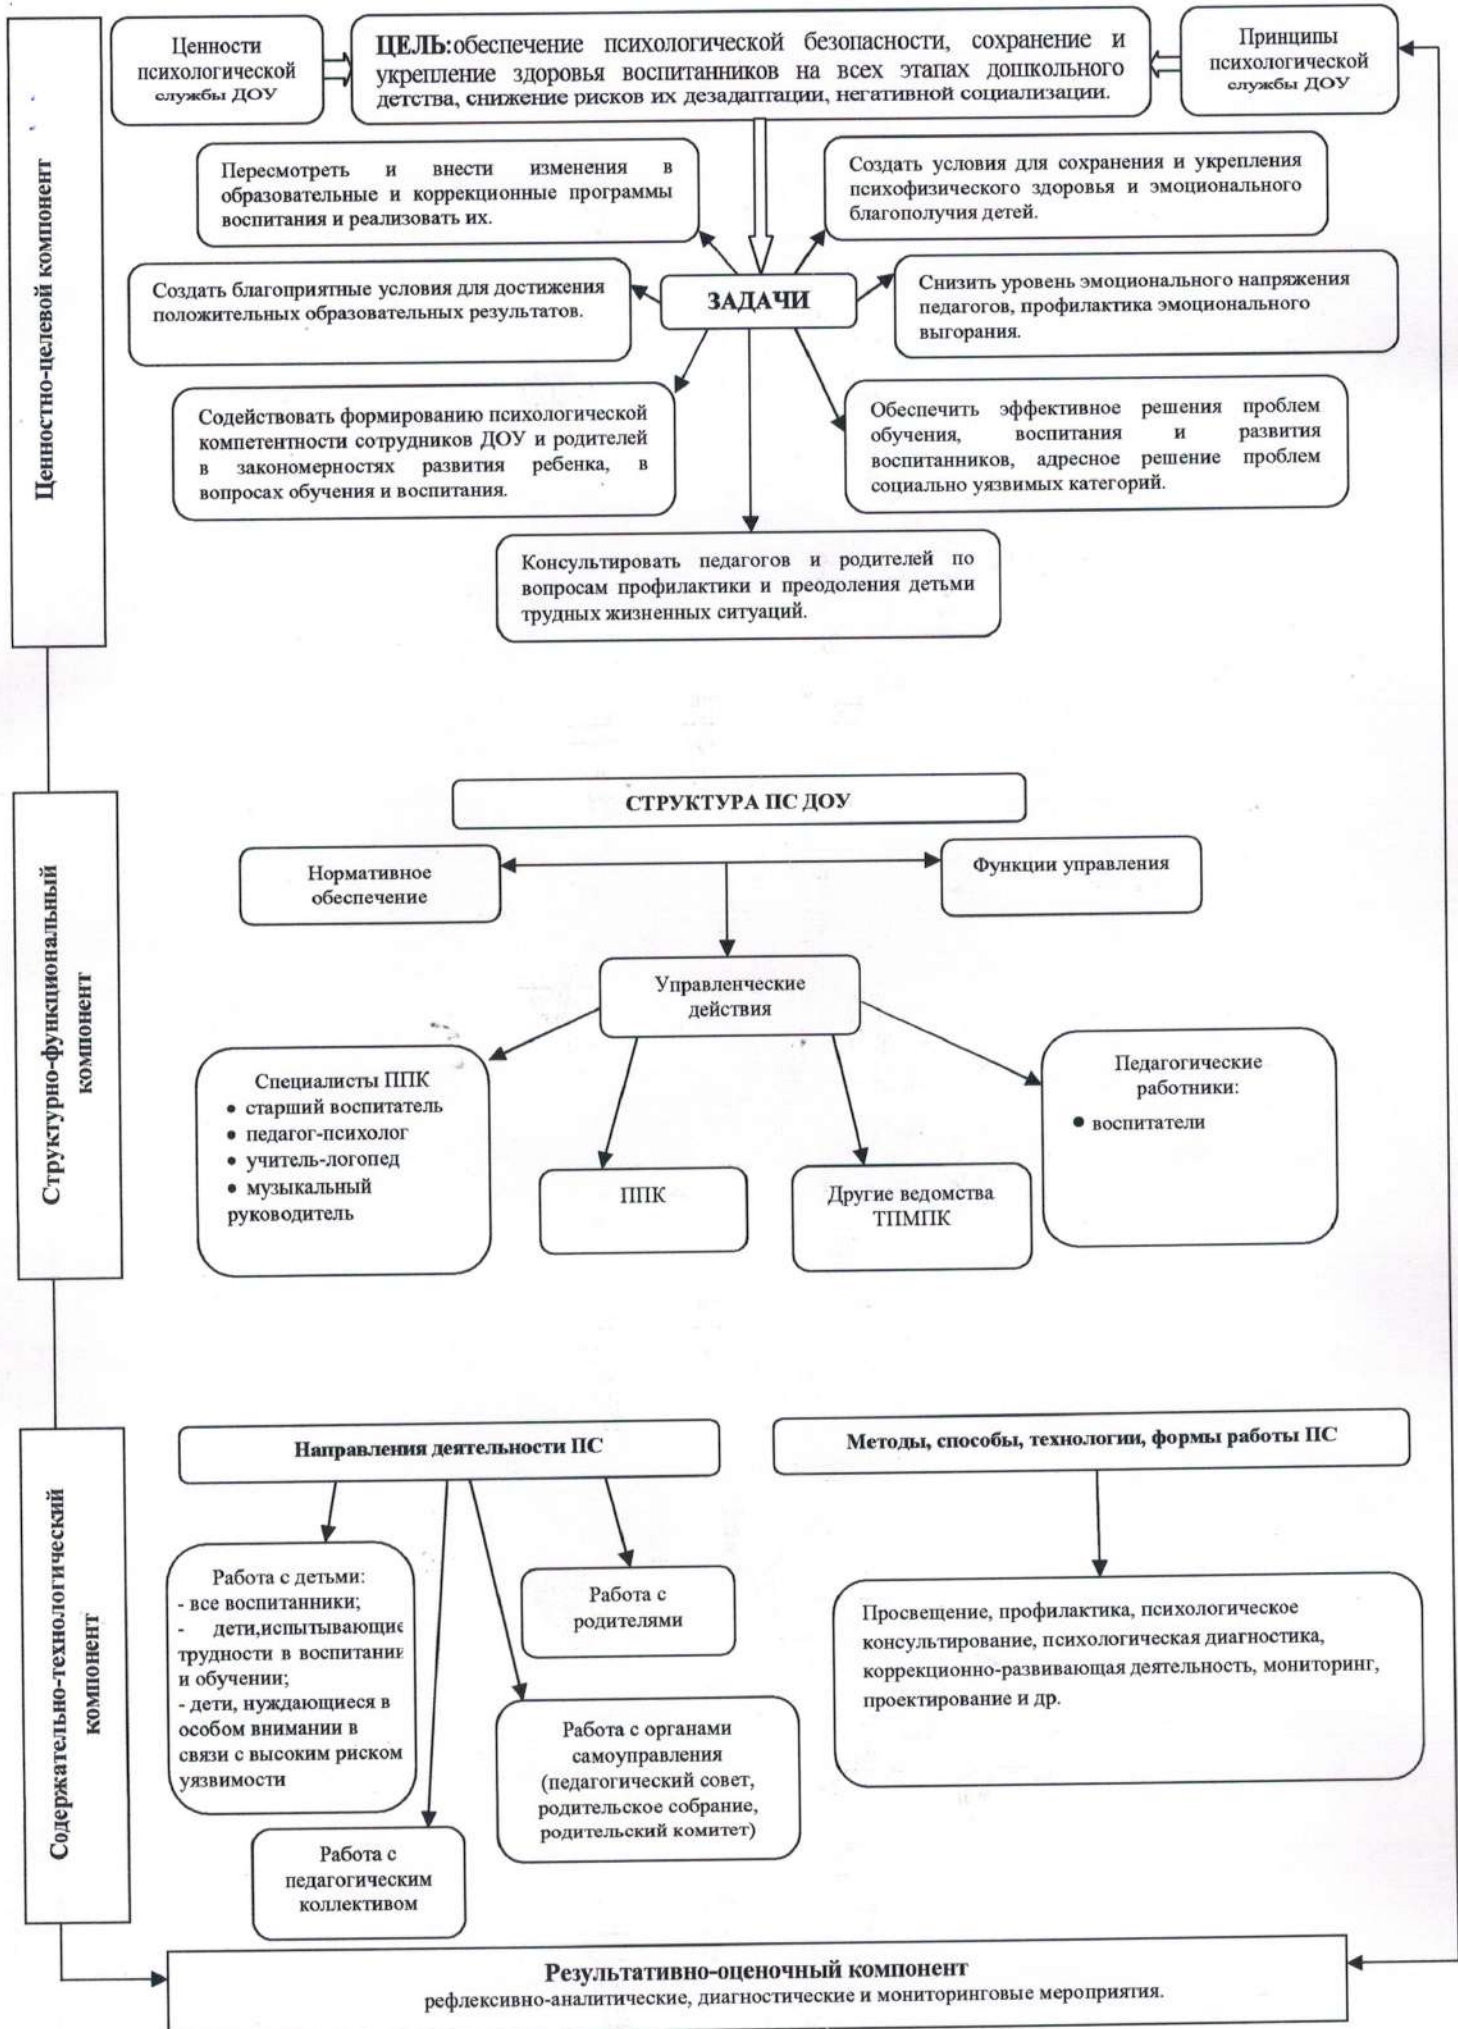 Ценностно-целевой компонент
Ценности
психологической
службы ДОУ
ЦЕЛЬ:обеспечение психологической безопасности, сохранение и
укрепление здоровья воспитанников на всех этапах дошкольного
детства, снижение рисков их дезадаптации, негативной социализации.
Принципы
психологической
службы ДОУ
Пересмотреть и внести изменения в
образовательные и коррекционные программы
воспитания и реализовать их.
Создать условия для сохранения и укрепления
психофизического здоровья и эмоционального
благополучия детей.
Создать благоприятные условия для достижения
положительных образовательных результатов.
ЗАДАЧИ
Снизить уровень эмоционального напряжения
педагогов, профилактика эмоционального
выгорания.
Содействовать формированию психологической
компетентности сотрудников ДОУ и родителей
в закономерностях развития ребенка, в
вопросах обучения и воспитания.
Обеспечить эффективное решения проблем
обучения, воспитания и развития
воспитанников, адресное решение проблем
социально уязвимых категорий.
Консультировать педагогов и родителей по
вопросам профилактики и преодоления детьми
трудных жизненных ситуаций.
Структурно-функциональный
компонент
СТРУКТУРА ПС ДОУ
Нормативное
обеспечение
Функции управления
Управленческие
действия
Специалисты ППК
• старший воспитатель
• педагог-психолог
• учитель-логопед
• музыкальный
руководитель
ППК
Другие ведомства
ТПМПК
Педагогические
работники:
• воспитатели
Содержательно-технологический
компонент
Направления деятельности ПС
Методы, способы, технологии, формы работы ПС
Работа с детьми:
- все воспитанники;
- дети,испытывающие
трудности в воспитании
и обучении;
- дети, нуждающиеся в
особом внимании в
связи с высоким риском
уязвимости
Работа с
родителями
Просвещение, профилактика, психологическое
консультирование, психологическая диагностика,
коррекционно-развивающая деятельность, мониторинг,
проектирование и др.
Работа с органами
самоуправления
(педагогический совет,
родительское собрание,
родительский комитет)
Работа с
педагогическим
коллективом
Результативно-оценочный компонент
рефлексивно-аналитические, диагностические и мониторинговые мероприятия.